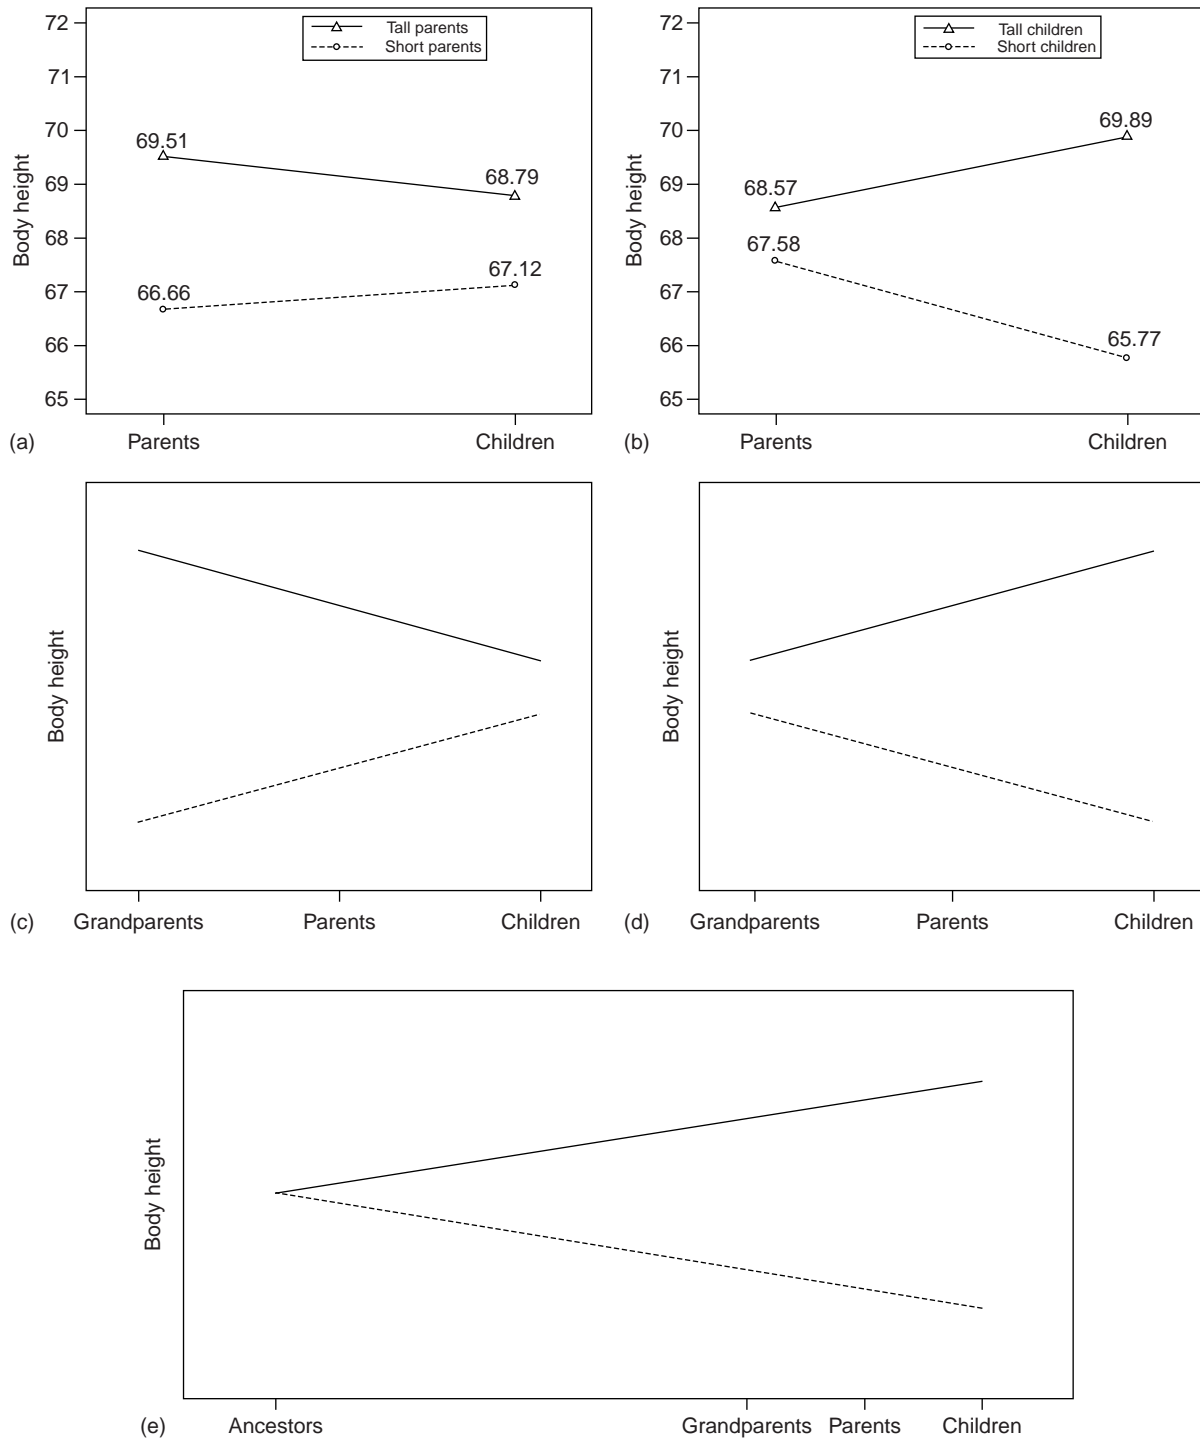 72
71
70
69
68
67
66
65
Body height
Tall parents
Short parents
69.51
68.79
66.66
67.12
(a)
Parents
Children
72
71
70
69
68
67
66
65
Body height
Tall children
Short children
69.89
68.57
67.58
65.77
(b)
Parents
Children
Body height
(c)
Grandparents
Parents
Children
Body height
(d)
Grandparents
Parents
Children
Body height
(e)
Ancestors
Grandparents
Parents
Children